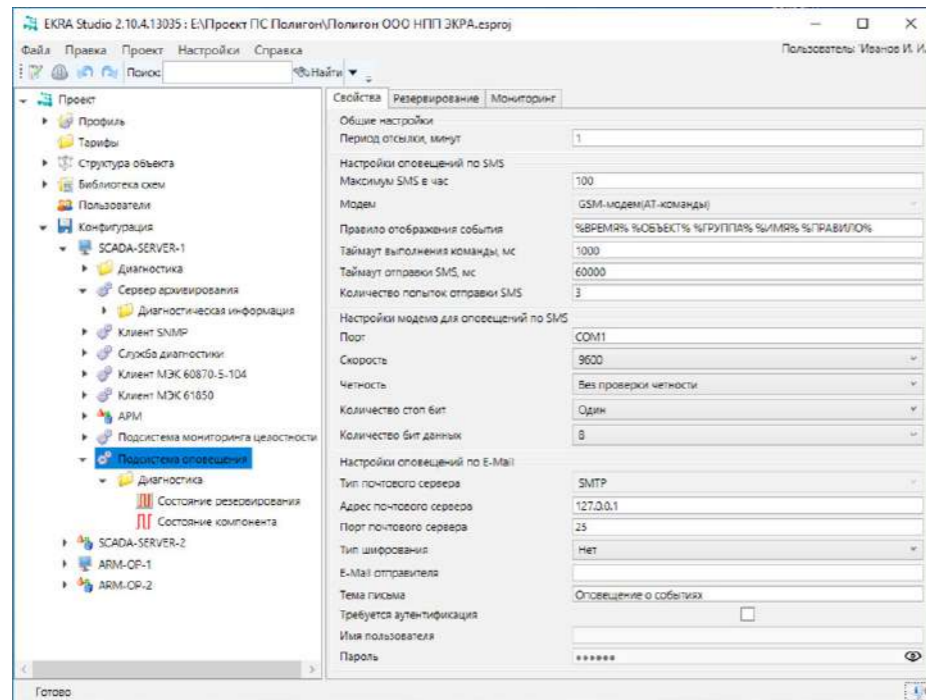 EKRA Studio 2.10.4.13035 : E:\Проект ПС Полигон\Полигон ООО НПП ЭКРА.esproj
Файл Правка Проект Настройки Справка
Пользователь: Иванов И. И.
Поиск: Найти
Проект
Профиль
Тарифы
Структура объекта
Библиотека схем
Пользователи
Конфигурация
SCADA-SERVER-1
Диагностика
Сервер архивирования
Диагностическая информация
Клиент SNMP
Служба диагностики
Клиент МЭК 60870-5-104
Клиент МЭК 61850
АРМ
Подсистема мониторинга целостности
Подсистема оповещения
Диагностика
Состояние резервирования
Состояние компонента
SCADA-SERVER-2
ARM-OP-1
ARM-OP-2
Свойства Резервирование Мониторинг
Общие настройки
Период отсылки, минут 1
Настройки оповещений по SMS
Максимум SMS в час 100
Модем GSM-модем(AT-команды)
Правило отображения события %ВРЕМЯ% %ОБЪЕКТ% %ГРУППА% %ИМЯ% %ПРАВИЛО%
Таймаут выполнения команды, мс 1000
Таймаут отправки SMS, мс 60000
Количество попыток отправки SMS 3
Настройки модема для оповещений по SMS
Порт COM1
Скорость 9600
Четность Без проверки четности
Количество стоп бит Один
Количество бит данных 8
Настройки оповещений по E-Mail
Тип почтового сервера SMTP
Адрес почтового сервера 127.0.0.1
Порт почтового сервера 25
Тип шифрования Нет
E-Mail отправителя
Тема письма Оповещение о событиях
Требуется аутентификация
Имя пользователя
Пароль ●●●●●●
Готово